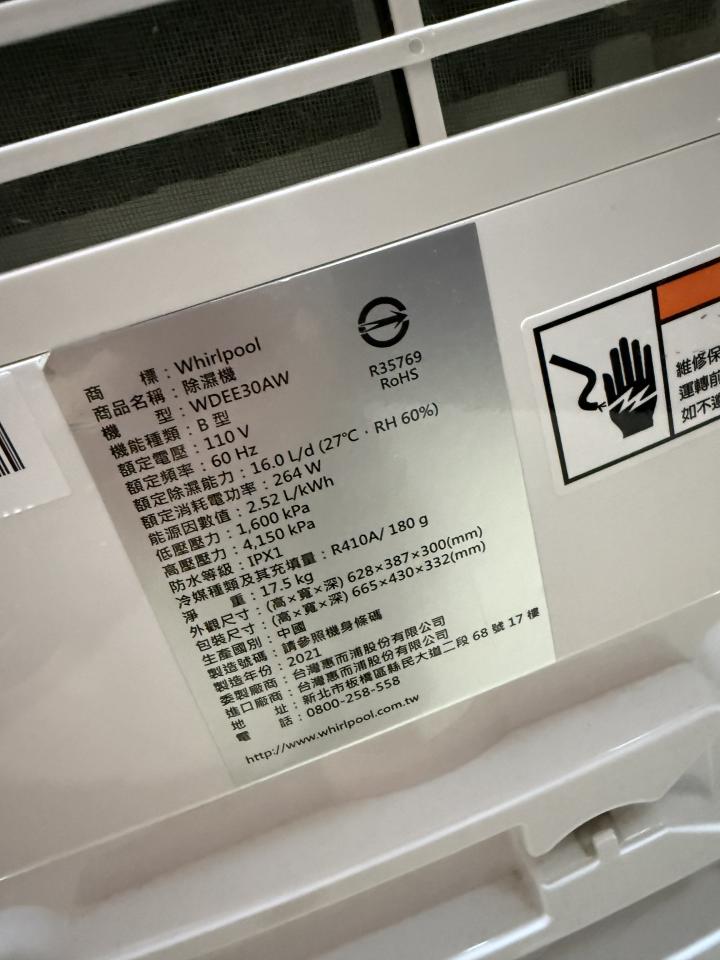 商標：Whirlpool
商品名稱：除濕機
機型：WDEE30AW
機能種類：B 型
額定電壓：110 V
額定頻率：60 Hz
額定除濕能力：16.0 L/d (27℃・RH 60%)
額定消耗電功率：264 W
能源因數值：2.52 L/kWh
低壓壓力：1,600 kPa
高壓壓力：4,150 kPa
防水等級：IPX1
冷媒種類及其充填量：R410A/ 180 g
淨重：17.5 kg
外觀尺寸：(高×寬×深) 628×387×300(mm)
包裝尺寸：(高×寬×深) 665×430×332(mm)
生產國別：中國
製造號碼：請參照機身條碼
製造年份：2021
委製廠商：台灣惠而浦股份有限公司
進口廠商：台灣惠而浦股份有限公司
地址：新北市板橋區縣民大道二段 68 號 17 樓
電話：0800-258-558
http://www.whirlpool.com.tw
R35769
RoHS
維修保
運轉前
如不遵